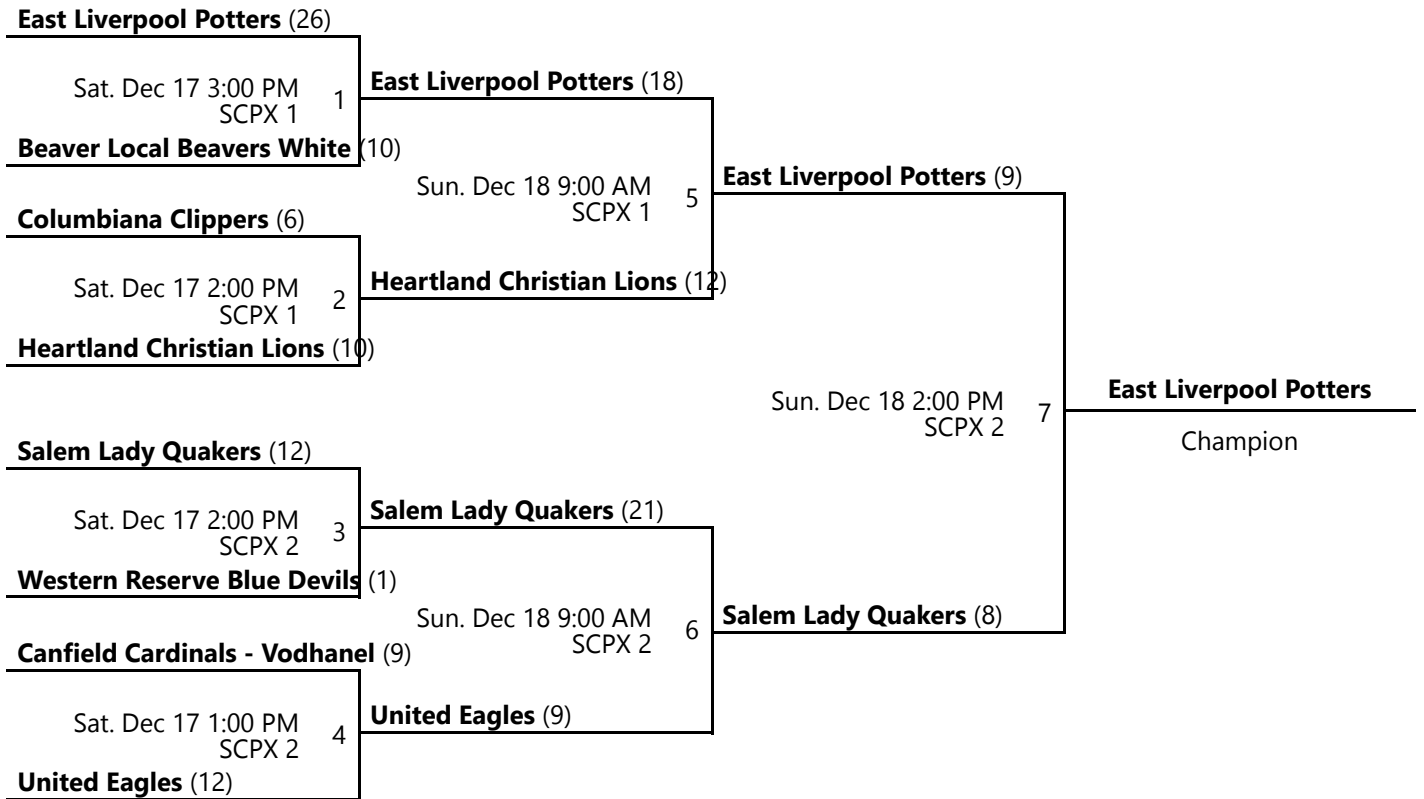 East Liverpool Potters (26)
Sat. Dec 17 3:00 PM
SCPX 1
1
Beaver Local Beavers White (10)
Columbiana Clippers (6)
Sat. Dec 17 2:00 PM
SCPX 1
2
Heartland Christian Lions (10)
Salem Lady Quakers (12)
Sat. Dec 17 2:00 PM
SCPX 2
3
Western Reserve Blue Devils (1)
Canfield Cardinals - Vodhanel (9)
Sat. Dec 17 1:00 PM
SCPX 2
4
United Eagles (12)
East Liverpool Potters (18)
Sun. Dec 18 9:00 AM
SCPX 1
5
Heartland Christian Lions (12)
Salem Lady Quakers (21)
Sun. Dec 18 9:00 AM
SCPX 2
6
United Eagles (9)
East Liverpool Potters (9)
Sun. Dec 18 2:00 PM
SCPX 2
7
Salem Lady Quakers (8)
East Liverpool Potters
Champion